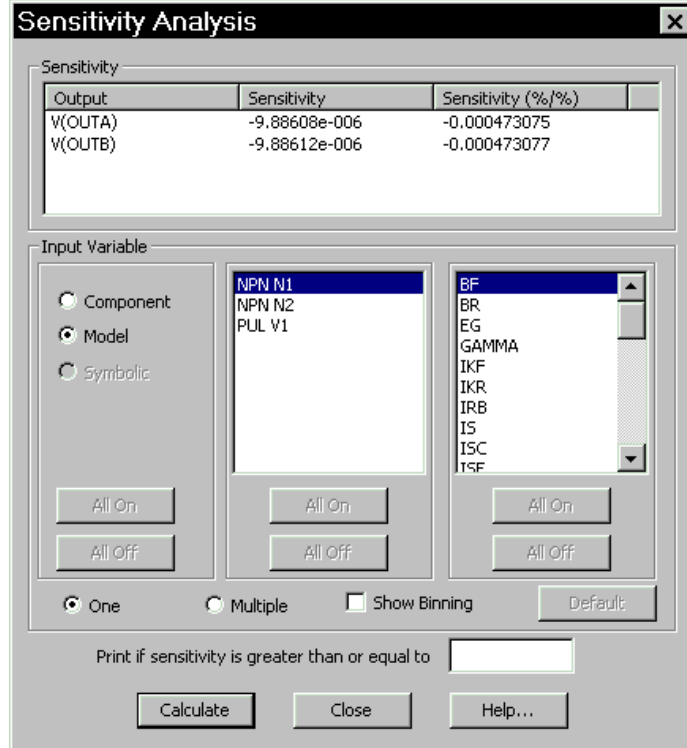 Sensitivity Analysis
Sensitivity
Output Sensitivity Sensitivity (%/%)
V(OUTA) -9.88608e-006 -0.000473075
V(OUTB) -9.88612e-006 -0.000473077
Input Variable
Component
Model
Symbolic
All On
All Off
NPN N1
NPN N2
PUL V1
All On
All Off
BF
BR
EG
GAMMA
IKF
IKR
IRB
IS
ISC
ISE
All On
All Off
One Multiple Show Binning Default
Print if sensitivity is greater than or equal to
Calculate Close Help...